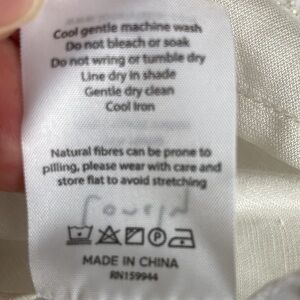 Cool gentle machine wash
Do not bleach or soak
Do not wring or tumble dry
Line dry in shade
Gentle dry clean
Cool Iron
Natural fibres can be prone to
pilling, please wear with care and
store flat to avoid stretching
P
MADE IN CHINA
RN159944